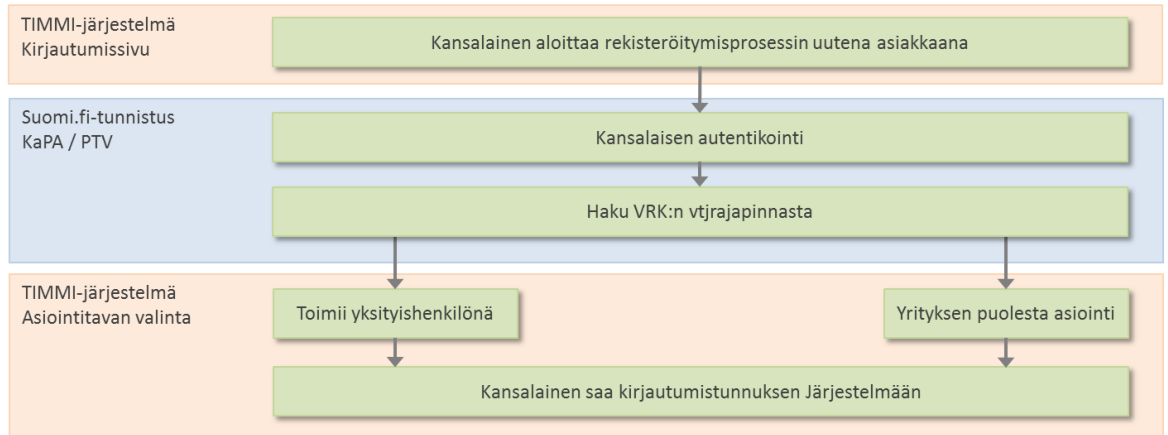 TIMMI-järjestelmä
Kirjautumissivu
Kansalainen aloittaa rekisteröitymisprosessin uutena asiakkaana
Suomi.fi-tunnistus
KaPA / PTV
Kansalaisen autentikointi
Haku VRK:n vtjrajapinnasta
TIMMI-järjestelmä
Asiointitavan valinta
Toimii yksityishenkilönä
Yrityksen puolesta asiointi
Kansalainen saa kirjautumistunnuksen Järjestelmään